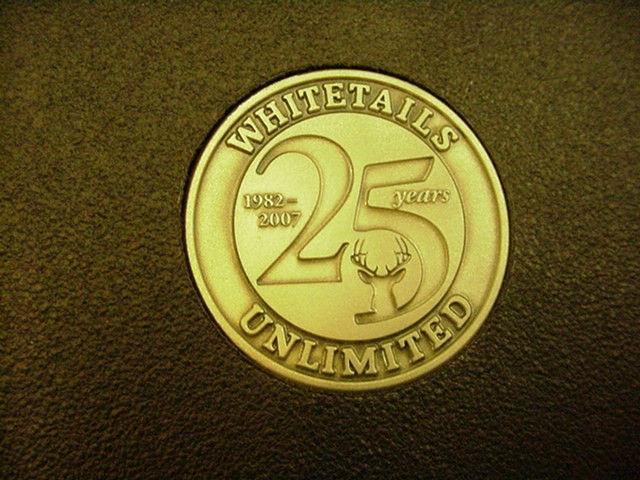 WHITETAILS
25 years
1982–
2007
UNLIMITED